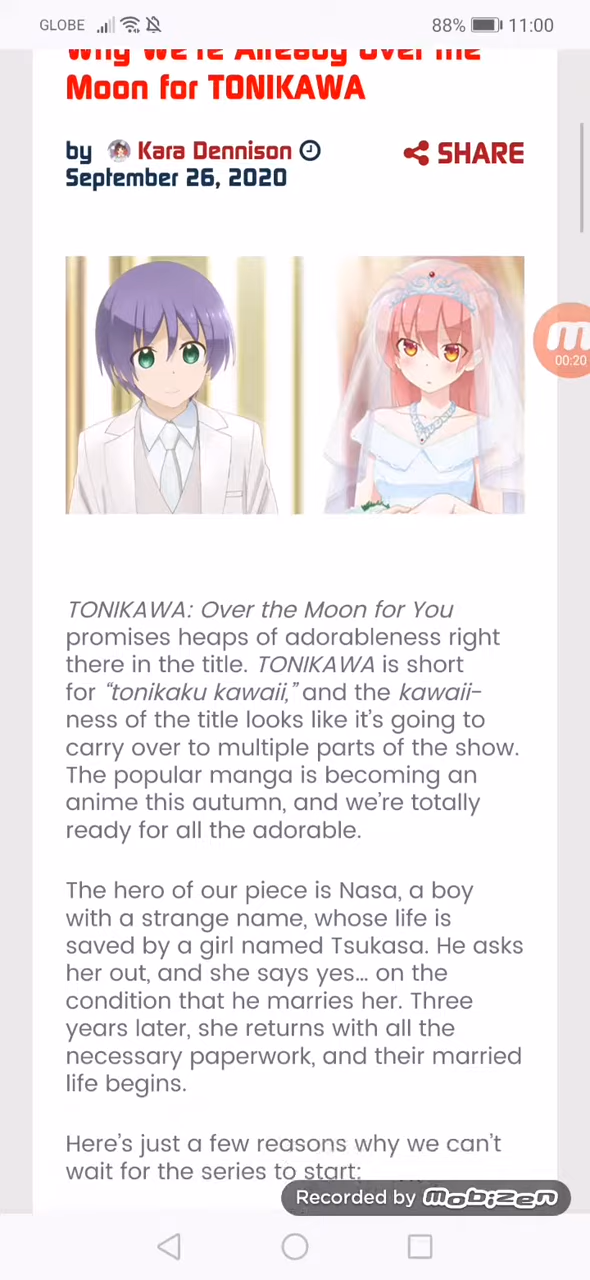 GLOBE 88% 11:00
Why We're Already Over the
Moon for TONIKAWA
by Kara Dennison
September 26, 2020
SHARE
00:20
TONIKAWA: Over the Moon for You
promises heaps of adorableness right
there in the title. TONIKAWA is short
for “tonikaku kawaii,” and the kawaii-
ness of the title looks like it’s going to
carry over to multiple parts of the show.
The popular manga is becoming an
anime this autumn, and we’re totally
ready for all the adorable.
The hero of our piece is Nasa, a boy
with a strange name, whose life is
saved by a girl named Tsukasa. He asks
her out, and she says yes... on the
condition that he marries her. Three
years later, she returns with all the
necessary paperwork, and their married
life begins.
Here’s just a few reasons why we can’t
wait for the series to start:
Recorded by mobizen